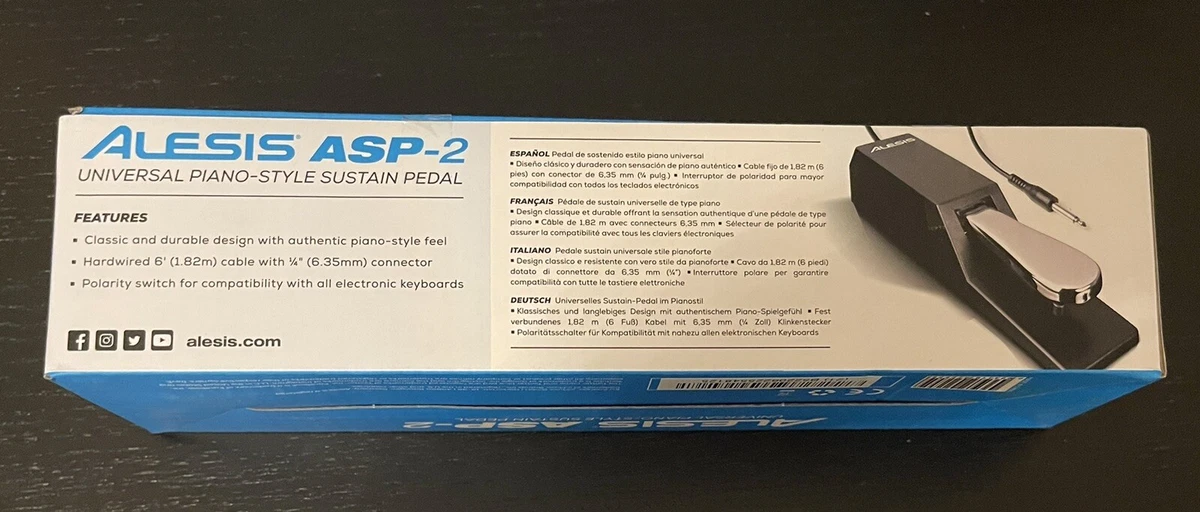 ALESIS® ASP-2
UNIVERSAL PIANO-STYLE SUSTAIN PEDAL
FEATURES
▪ Classic and durable design with authentic piano-style feel
▪ Hardwired 6' (1.82m) cable with ¼" (6.35mm) connector
▪ Polarity switch for compatibility with all electronic keyboards
alesis.com
ESPAÑOL Pedal de sostenido estilo piano universal
▪ Diseño clásico y duradero con sensación de piano auténtico ▪ Cable fijo de 1,82 m (6
pies) con conector de 6,35 mm (¼ pulg.) ▪ Interruptor de polaridad para mayor
compatibilidad con todos los teclados electrónicos
FRANÇAIS Pédale de sustain universelle de type piano
▪ Design classique et durable offrant la sensation authentique d'une pédale de type
piano ▪ Câble de 1,82 m avec connecteurs 6,35 mm ▪ Sélecteur de polarité pour
assurer la compatibilité avec tous les claviers électroniques
ITALIANO Pedale sustain universale stile pianoforte
▪ Design classico e resistente con vero stile da pianoforte ▪ Cavo da 1,82 m (6 piedi)
dotato di connettore da 6,35 mm (¼") ▪ Interruttore polare per garantire
compatibilità con tutte le tastiere elettroniche
DEUTSCH Universelles Sustain-Pedal im Pianostil
▪ Klassisches und langlebiges Design mit authentischem Piano-Spielgefühl ▪ Fest
verbundenes 1,82 m (6 Fuß) Kabel mit 6,35 mm (¼ Zoll) Klinkenstecker
▪ Polaritätsschalter für Kompatibilität mit nahezu allen elektronischen Keyboards
ALESIS
CE
UNIVERSAL PIANO-STYLE SUSTAIN PEDAL
ALESIS ASP-2